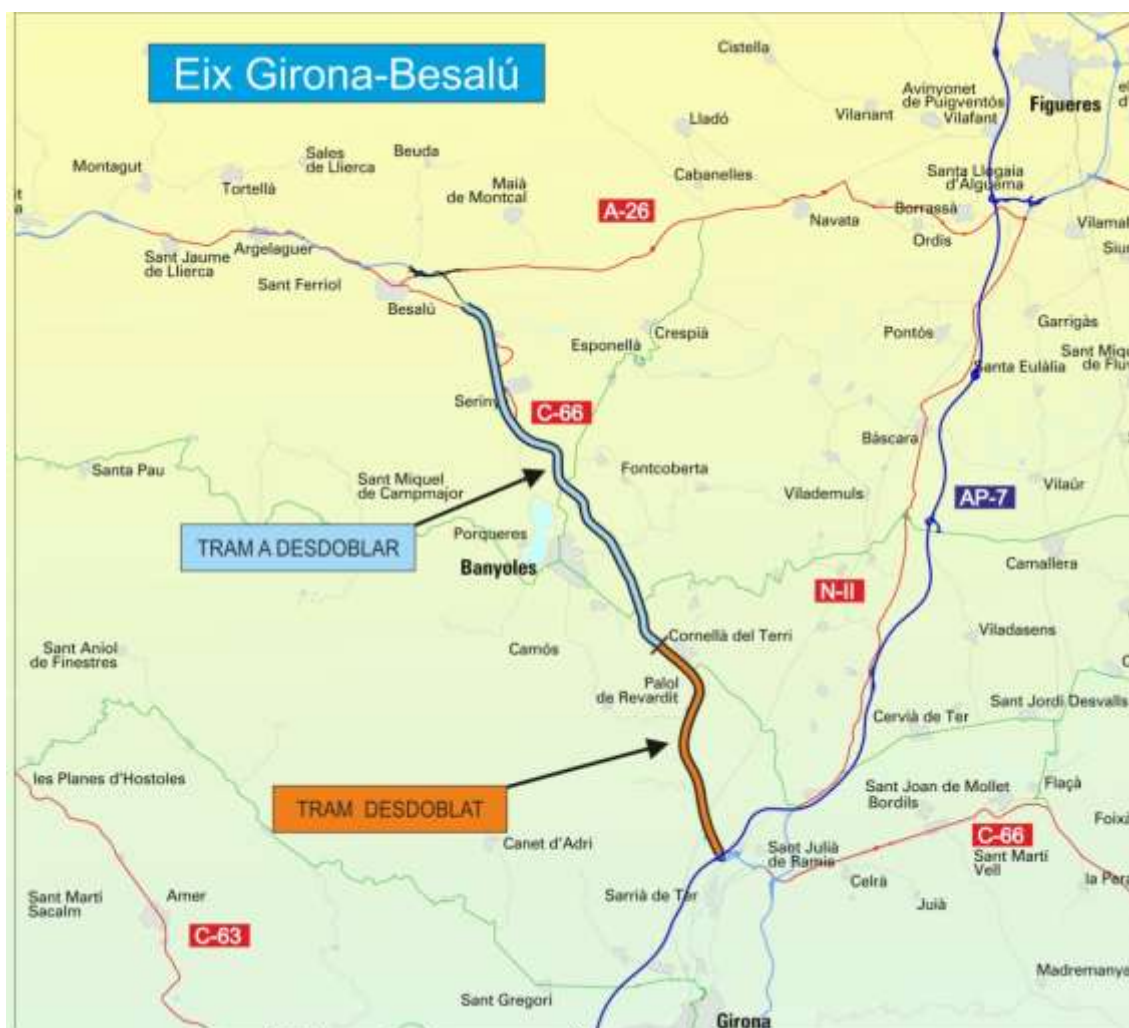 Eix Girona-Besalú
Cistella
Avinyonet
de Puigventós
Figueres
Vilariant
Vilafant
Lladó
Montagut
Sales
de Llierca
Beuda
Tortellà
Cabanelles
Santa Llogaia
d'Àlguema
Maià
de Montcal
A-26
Navata
Borrassà
Ordis
Sant Jaume
de Llierca
Argelaguer
Sant Ferriol
Besalú
Crespià
Esponellà
Pontós
Garrigàs
Santa Eulàlia
C-66
Bàscara
Santa Pau
Sant Miquel
de Campmajor
Fontcoberta
Vilademuls
Vilaür
AP-7
TRAM A DESDOBLAR
Porqueres
Banyoles
Camallera
N-II
Cornellà del Terri
Viladasens
Sant Aniol
de Finestres
Camós
Palol
de Revardit
Sant Jordi Desvalls
Cervià de Ter
les Planes d'Hostoles
TRAM DESDOBLAT
Sant Joan de Mollet
Bordils
Flaçà
Canet d'Adri
Sant Julià
de Ramis
C-66
Sant Martí
Vell
la Pera
Celrà
Juià
Sarrià de Ter
Sant Martí
Sacalm
Amer
C-63
Sant Gregori
Girona